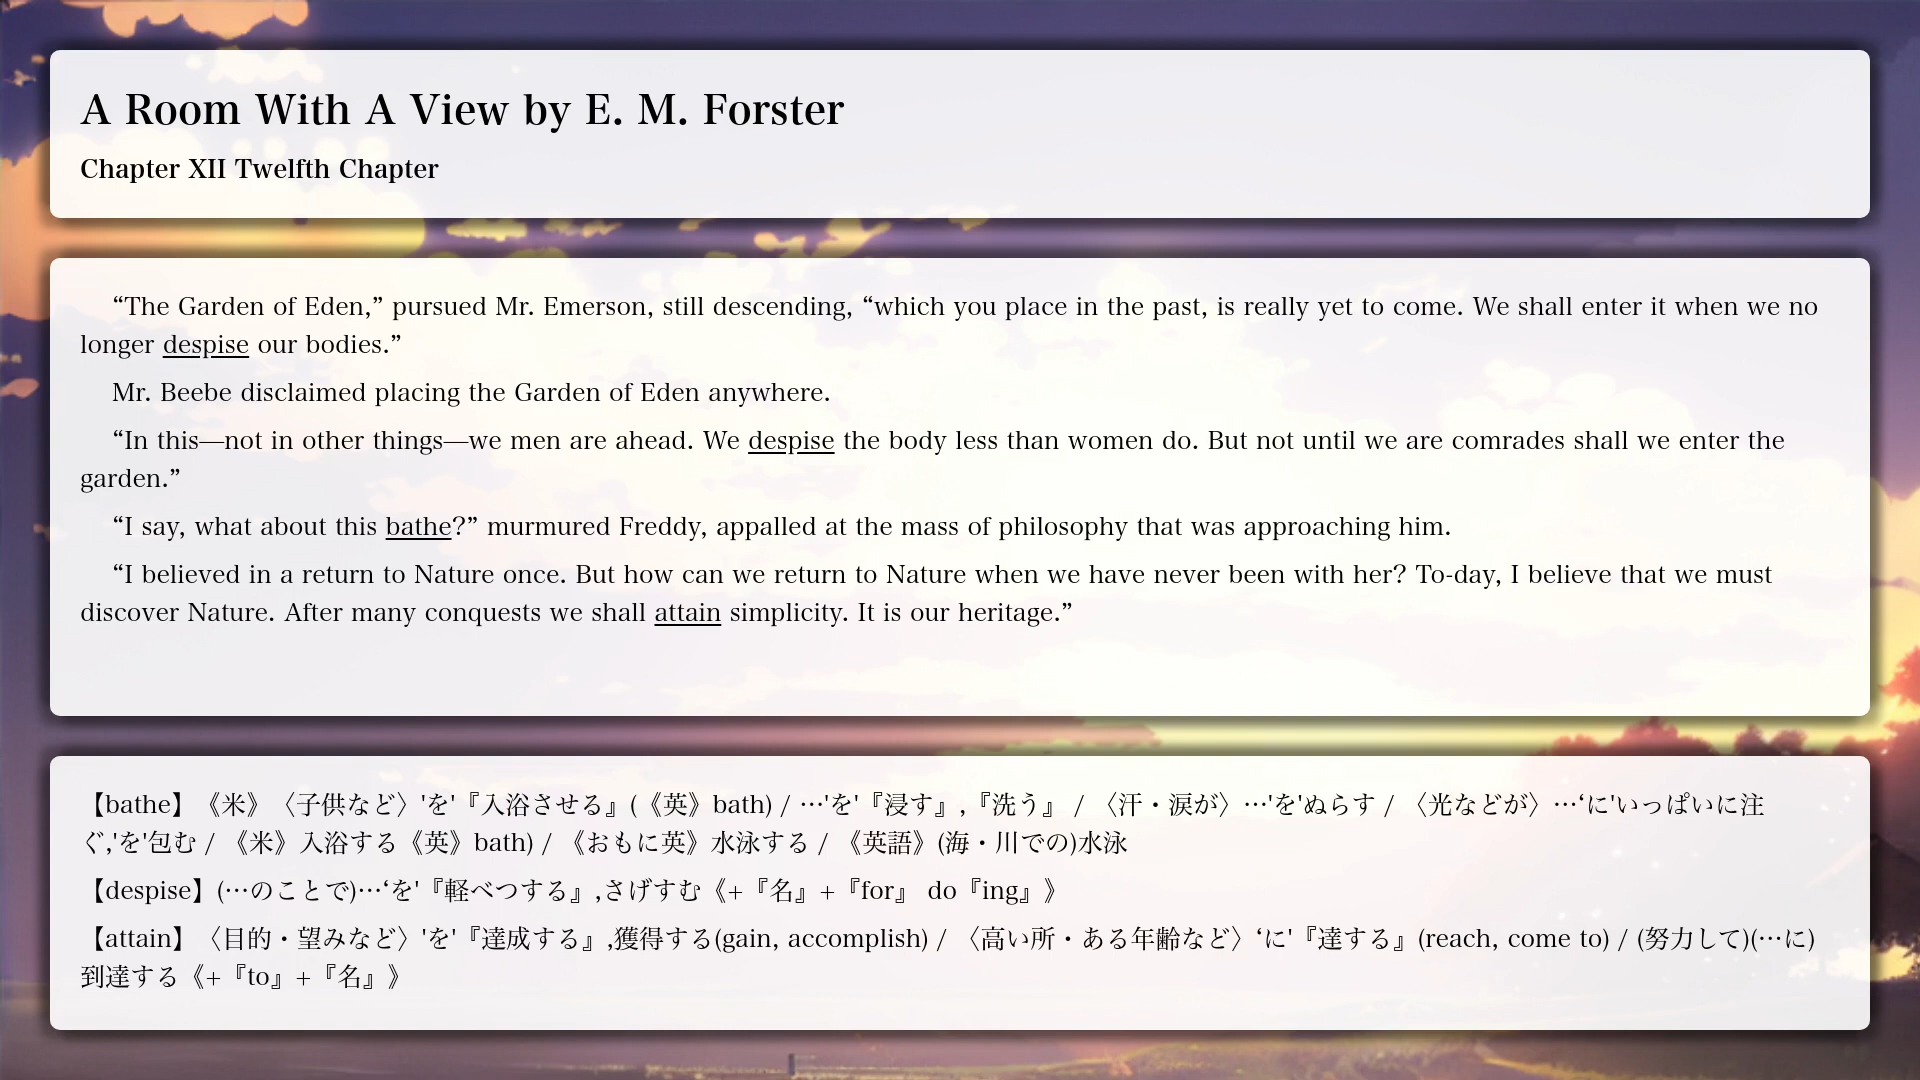 A Room With A View by E. M. Forster
Chapter XII Twelfth Chapter
“The Garden of Eden,” pursued Mr. Emerson, still descending, “which you place in the past, is really yet to come. We shall enter it when we no
longer despise our bodies.”
Mr. Beebe disclaimed placing the Garden of Eden anywhere.
“In this—not in other things—we men are ahead. We despise the body less than women do. But not until we are comrades shall we enter the
garden.”
“I say, what about this bathe?” murmured Freddy, appalled at the mass of philosophy that was approaching him.
“I believed in a return to Nature once. But how can we return to Nature when we have never been with her? To-day, I believe that we must
discover Nature. After many conquests we shall attain simplicity. It is our heritage.”
【bathe】《米》〈子供など〉'を'『入浴させる』(《英》bath) / …'を'『浸す』,『洗う』 / 〈汗・涙が〉…'を'ぬらす / 〈光などが〉…‘に'いっぱいに注
ぐ,'を'包む / 《米》入浴する《英》bath) / 《おもに英》水泳する / 《英語》(海・川での)水泳
【despise】(…のことで)…‘を'『軽べつする』,さげすむ《+『名』+『for』 do『ing』》
【attain】〈目的・望みなど〉'を'『達成する』,獲得する(gain, accomplish) / 〈高い所・ある年齢など〉‘に'『達する』(reach, come to) / (努力して)(…に)
到達する《+『to』+『名』》